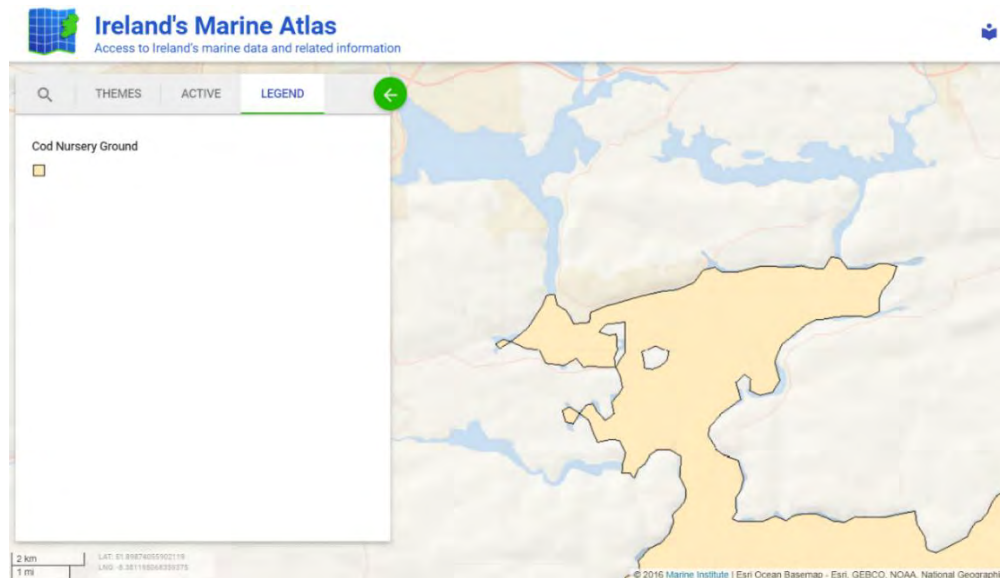 Ireland's Marine Atlas
Access to Ireland's marine data and related information
THEMES ACTIVE LEGEND
Cod Nursery Ground
2 km
1 mi
© 2016 Marine Institute | Esri Ocean Basemap - Esri, GEBCO, NOAA, National Geographi